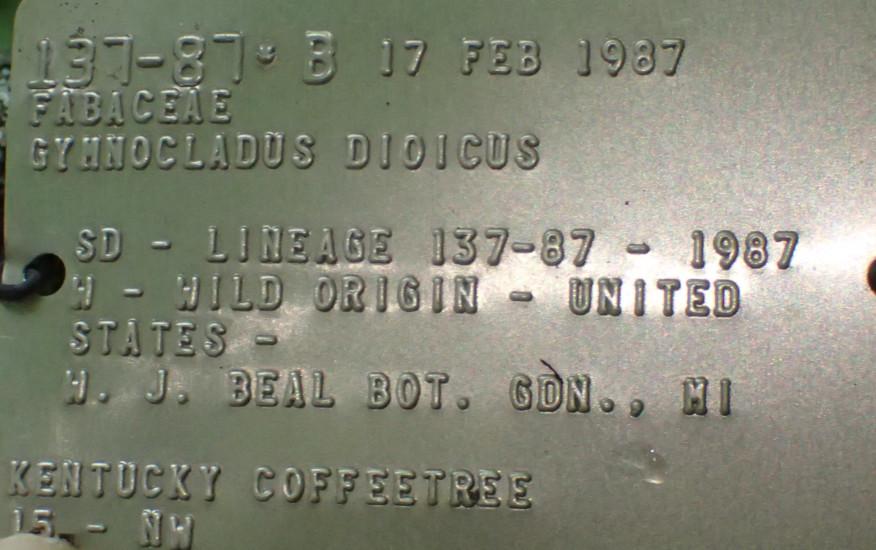 137-87* B 17 FEB 1987
FABACEAE
GYMNOCLADUS DIOICUS
SD - LINEAGE 137-87 - 1987
W - WILD ORIGIN - UNITED
STATES -
W. J. BEAL BOT. GDN., MI
KENTUCKY COFFEETREE
15 - NW